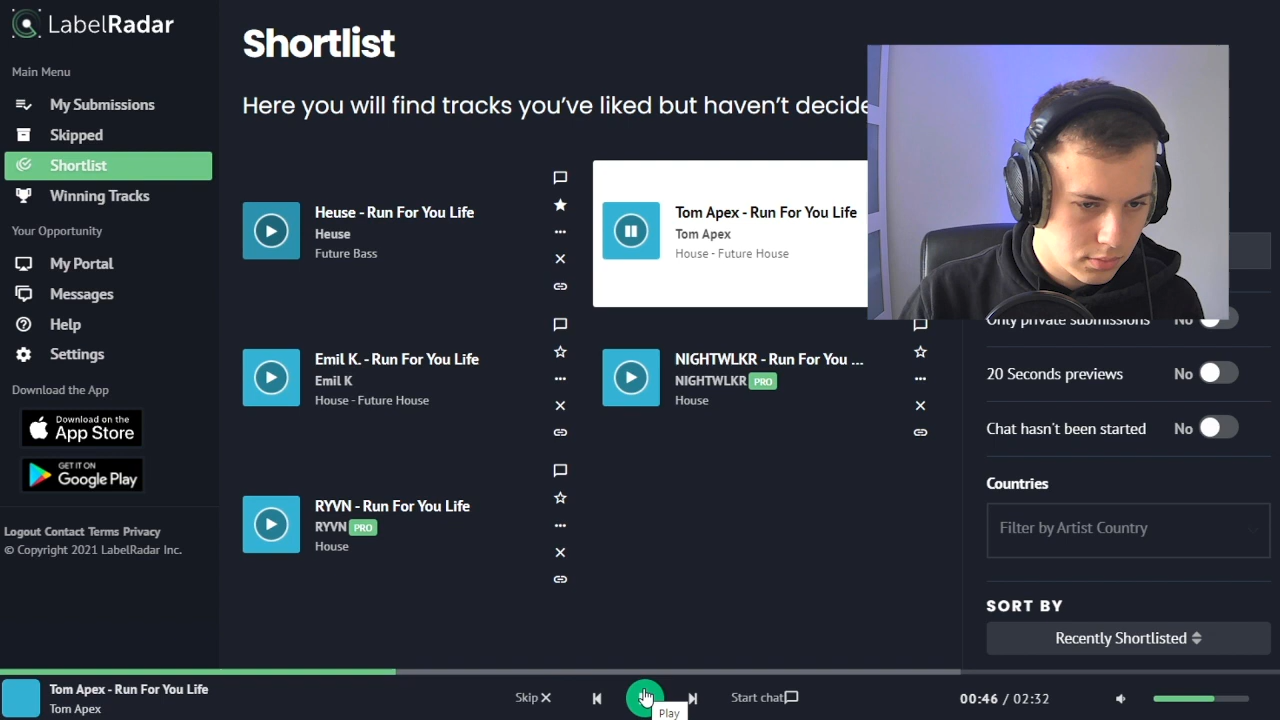 LabelRadar
Main Menu
My Submissions
Skipped
Shortlist
Winning Tracks
Your Opportunity
My Portal
Messages
Help
Settings
Download the App
Download on the
App Store
GET IT ON
Google Play
Logout Contact Terms Privacy
© Copyright 2021 LabelRadar Inc.
Shortlist
Here you will find tracks you've liked but haven't decide
Heuse - Run For You Life
Heuse
Future Bass
Tom Apex - Run For You Life
Tom Apex
House - Future House
Emil K. - Run For You Life
Emil K
House - Future House
NIGHTWLKR - Run For You ...
NIGHTWLKR PRO
House
RYVN - Run For You Life
RYVN PRO
House
Only private submissions No
20 Seconds previews No
Chat hasn't been started No
Countries
Filter by Artist Country
SORT BY
Recently Shortlisted
Tom Apex - Run For You Life
Tom Apex
Skip
Play
Start chat
00:46 / 02:32